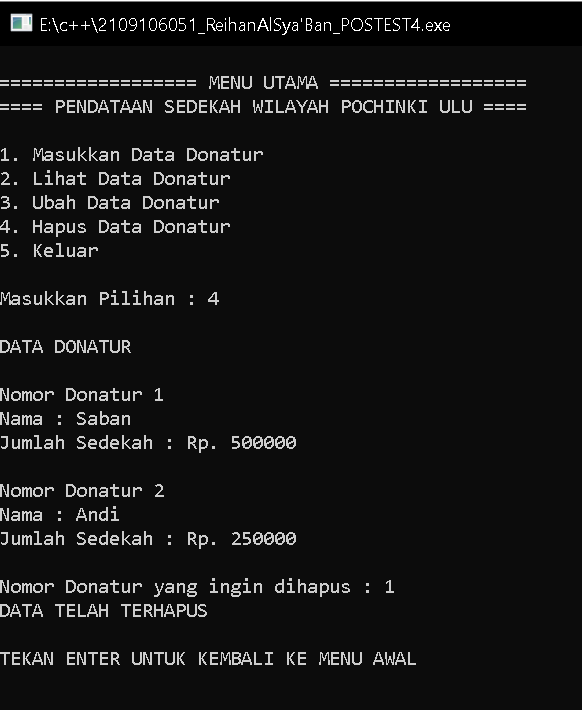 E:\c++\2109106051_ReihanAlSya'Ban_POSTEST4.exe
================== MENU UTAMA ==================
==== PENDATAAN SEDEKAH WILAYAH POCHINKI ULU ====
1. Masukkan Data Donatur
2. Lihat Data Donatur
3. Ubah Data Donatur
4. Hapus Data Donatur
5. Keluar
Masukkan Pilihan : 4
DATA DONATUR
Nomor Donatur 1
Nama : Saban
Jumlah Sedekah : Rp. 500000
Nomor Donatur 2
Nama : Andi
Jumlah Sedekah : Rp. 250000
Nomor Donatur yang ingin dihapus : 1
DATA TELAH TERHAPUS
TEKAN ENTER UNTUK KEMBALI KE MENU AWAL